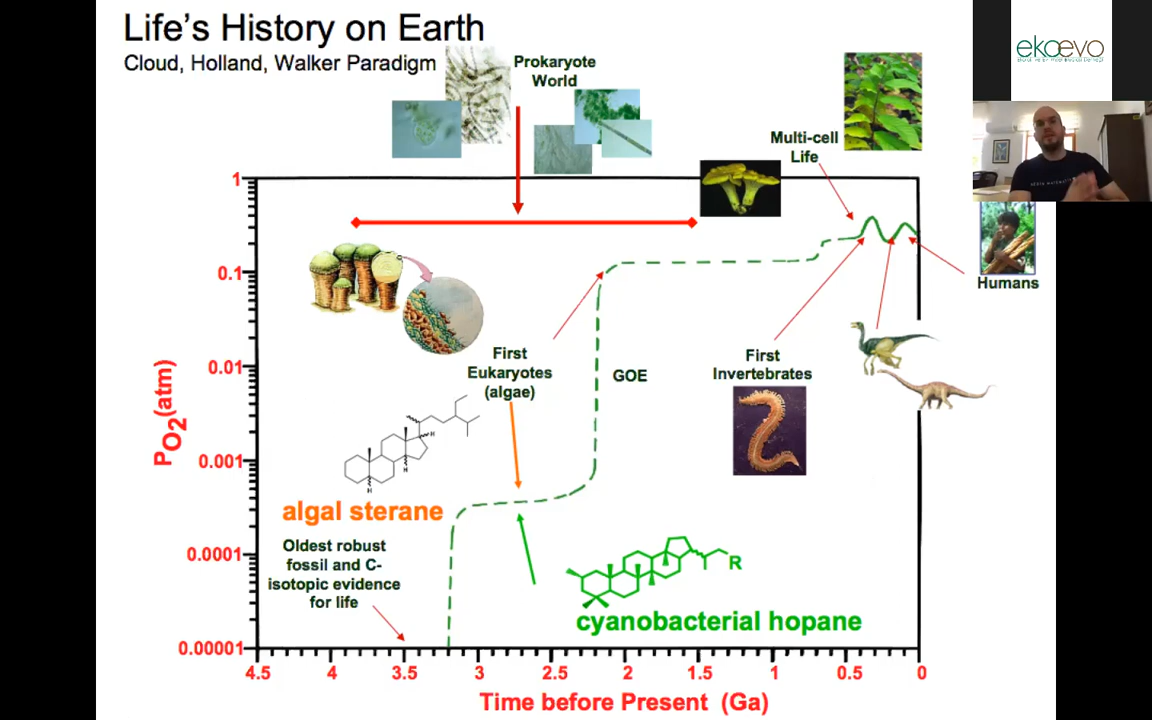 Life's History on Earth
Cloud, Holland, Walker Paradigm
Prokaryote
World
ekoevo
Multi-cell
Life
1
0.1
0.01
0.001
0.0001
0.00001
PO2(atm)
Humans
First
Eukaryotes
(algae)
GOE
First
Invertebrates
H
H
H
algal sterane
Oldest robust
fossil and C-
isotopic evidence
for life
R
cyanobacterial hopane
4.5
4
3.5
3
2.5
2
1.5
1
0.5
0
Time before Present (Ga)